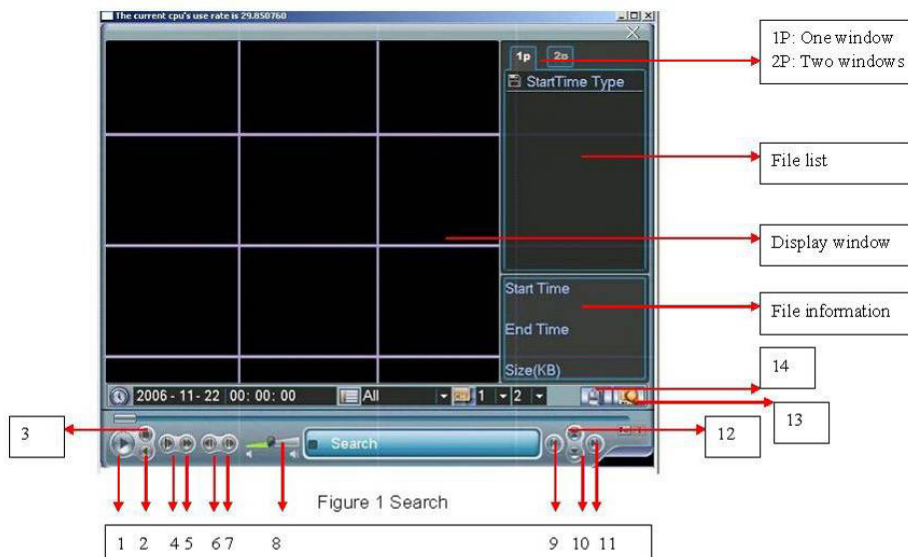 The current cpu's use rate is 29.850760
1P: One window
2P: Two windows
1p 2p
StartTime Type
File list
Display window
Start Time
File information
End Time
Size(KB)
14
2006 - 11 - 22 00: 00: 00 All 1 2
3
12
13
Search
Figure 1 Search
1 2 4 5 6 7 8 9 10 11